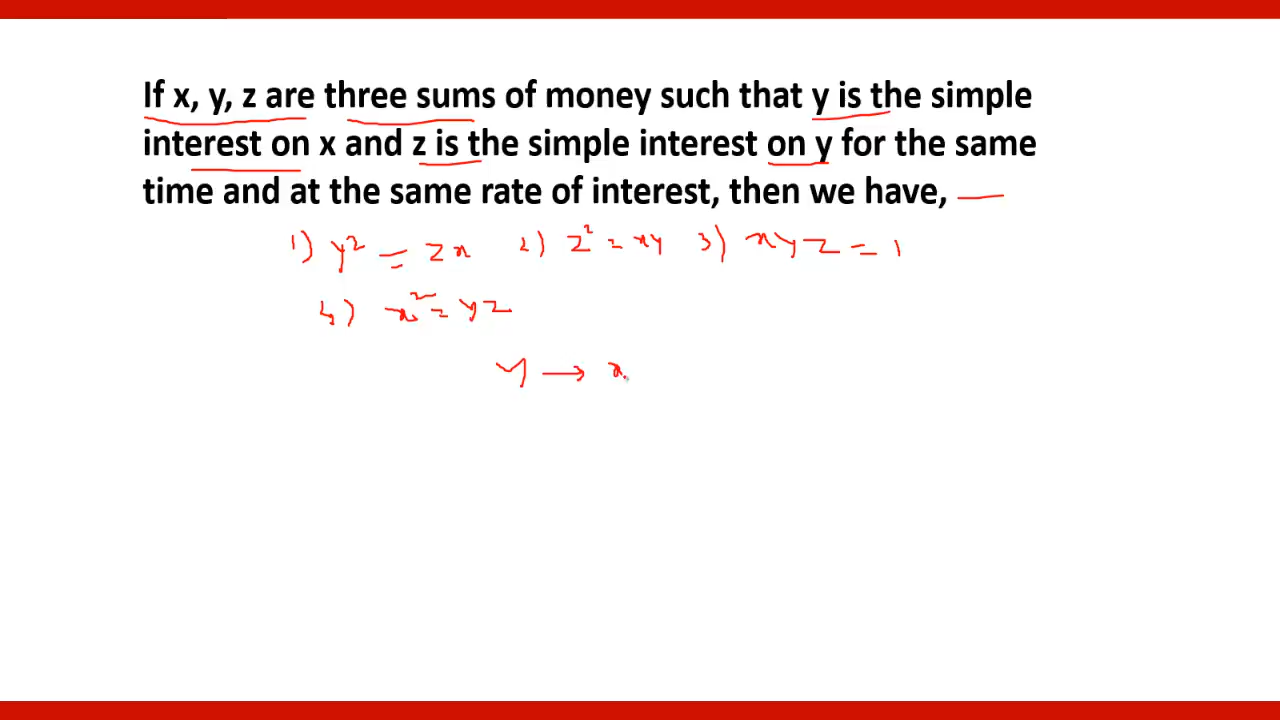 If x, y, z are three sums of money such that y is the simple
interest on x and z is the simple interest on y for the same
time and at the same rate of interest, then we have, —
1) y² = zx 2) z² = xy 3) xyz = 1
4) x² = yz
y → x